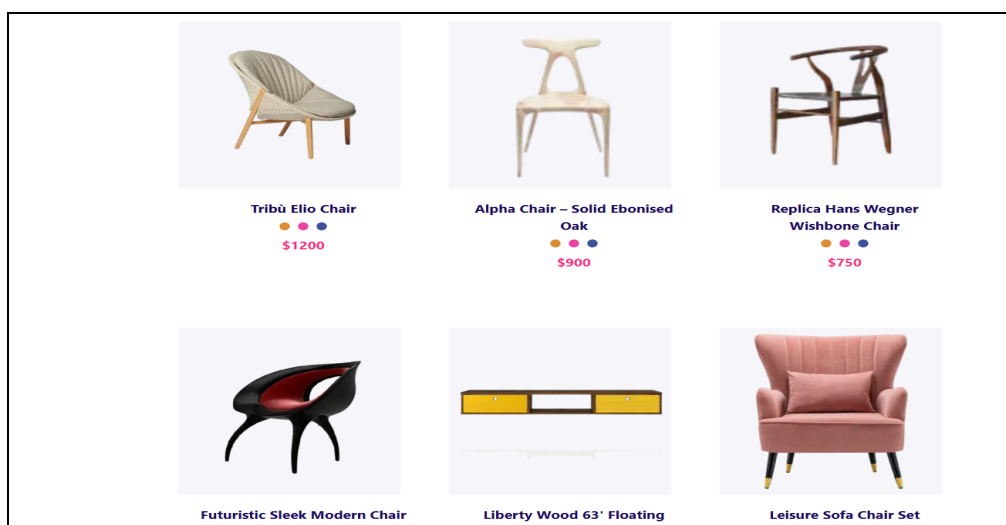 Tribù Elio Chair
$1200
Alpha Chair – Solid Ebonised
Oak
$900
Replica Hans Wegner
Wishbone Chair
$750
Futuristic Sleek Modern Chair
Liberty Wood 63' Floating
Leisure Sofa Chair Set